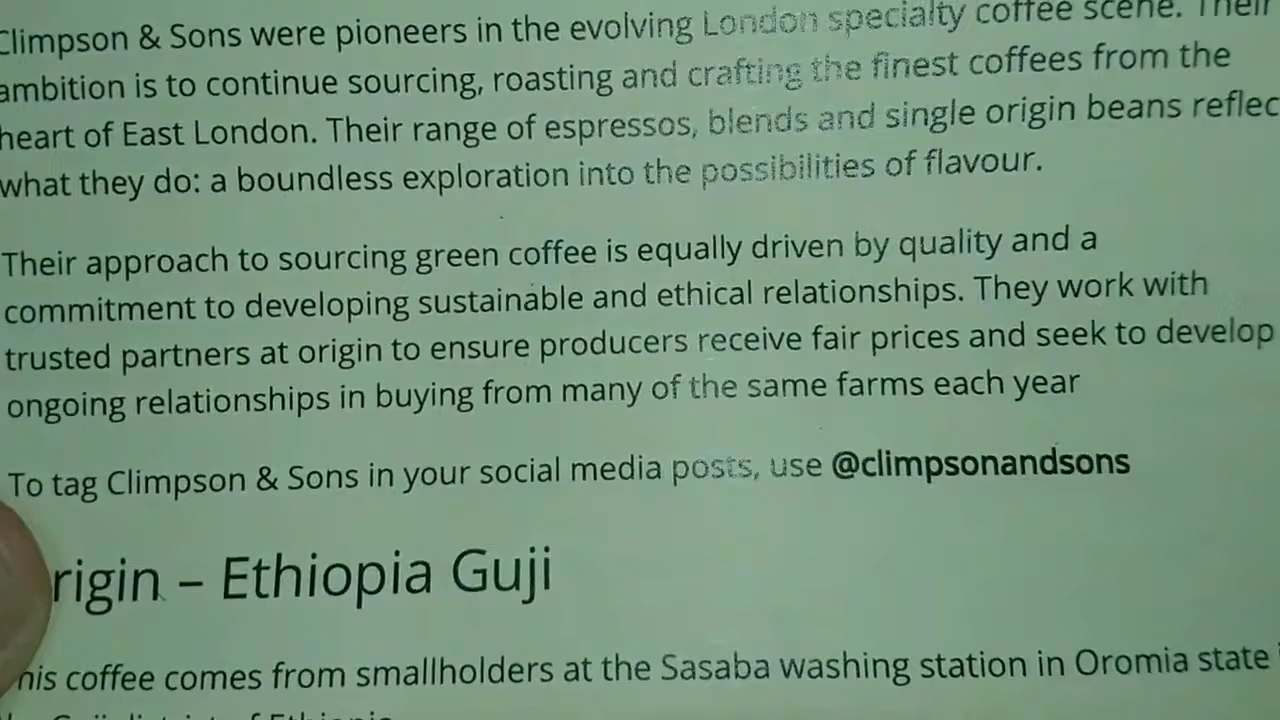 Climpson & Sons were pioneers in the evolving London specialty coffee scene. Their
ambition is to continue sourcing, roasting and crafting the finest coffees from the
heart of East London. Their range of espressos, blends and single origin beans reflec
what they do: a boundless exploration into the possibilities of flavour.
Their approach to sourcing green coffee is equally driven by quality and a
commitment to developing sustainable and ethical relationships. They work with
trusted partners at origin to ensure producers receive fair prices and seek to develop
ongoing relationships in buying from many of the same farms each year
To tag Climpson & Sons in your social media posts, use @climpsonandsons
rigin – Ethiopia Guji
his coffee comes from smallholders at the Sasaba washing station in Oromia state
Guji district of Ethiopia